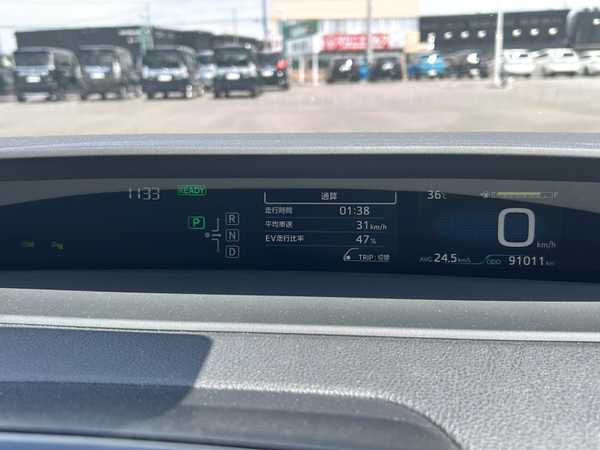 11:33
READY
P
R
N
D
通算
走行時間 01:38
平均車速 31km/h
EV走行比率 47%
TRIP:切替
36℃
0 km/h
AVG 24.5km/L
ODO 91011km